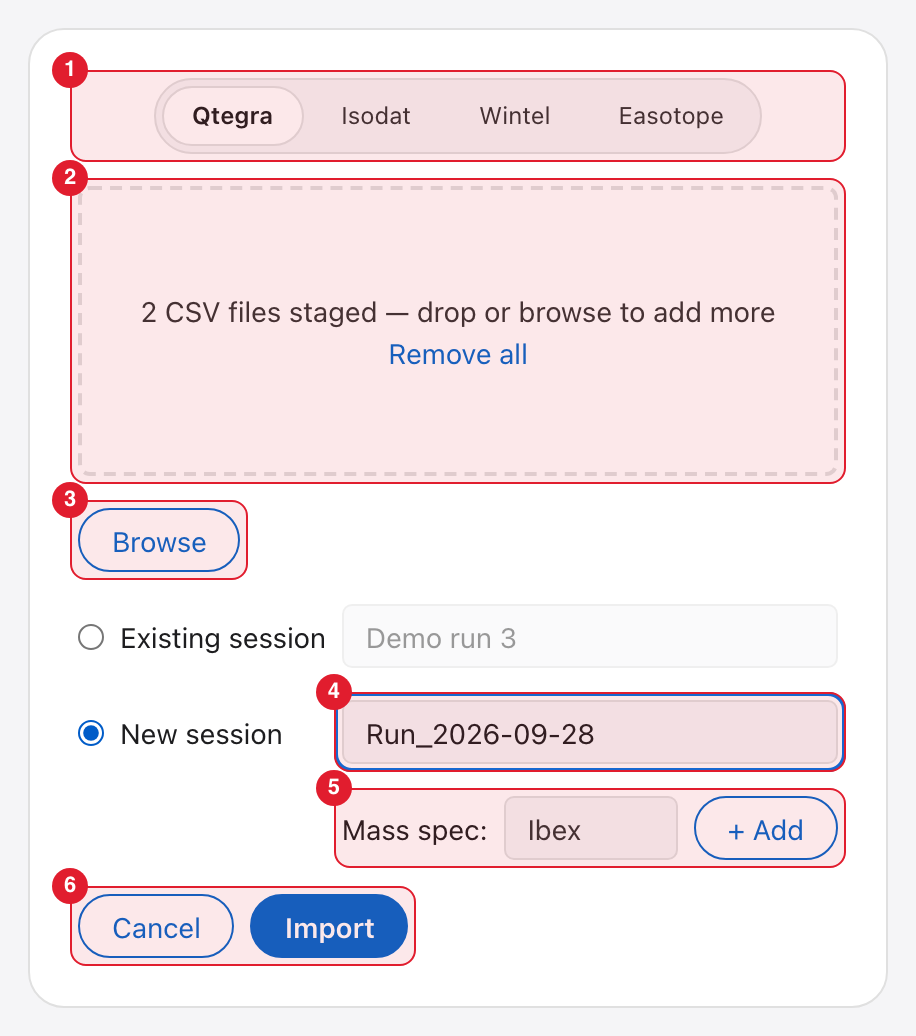 1
Qtegra Isodat Wintel Easotope
2
2 CSV files staged — drop or browse to add more
Remove all
3
Browse
Existing session Demo run 3
4
New session Run_2026-09-28
5
Mass spec: Ibex + Add
6
Cancel Import